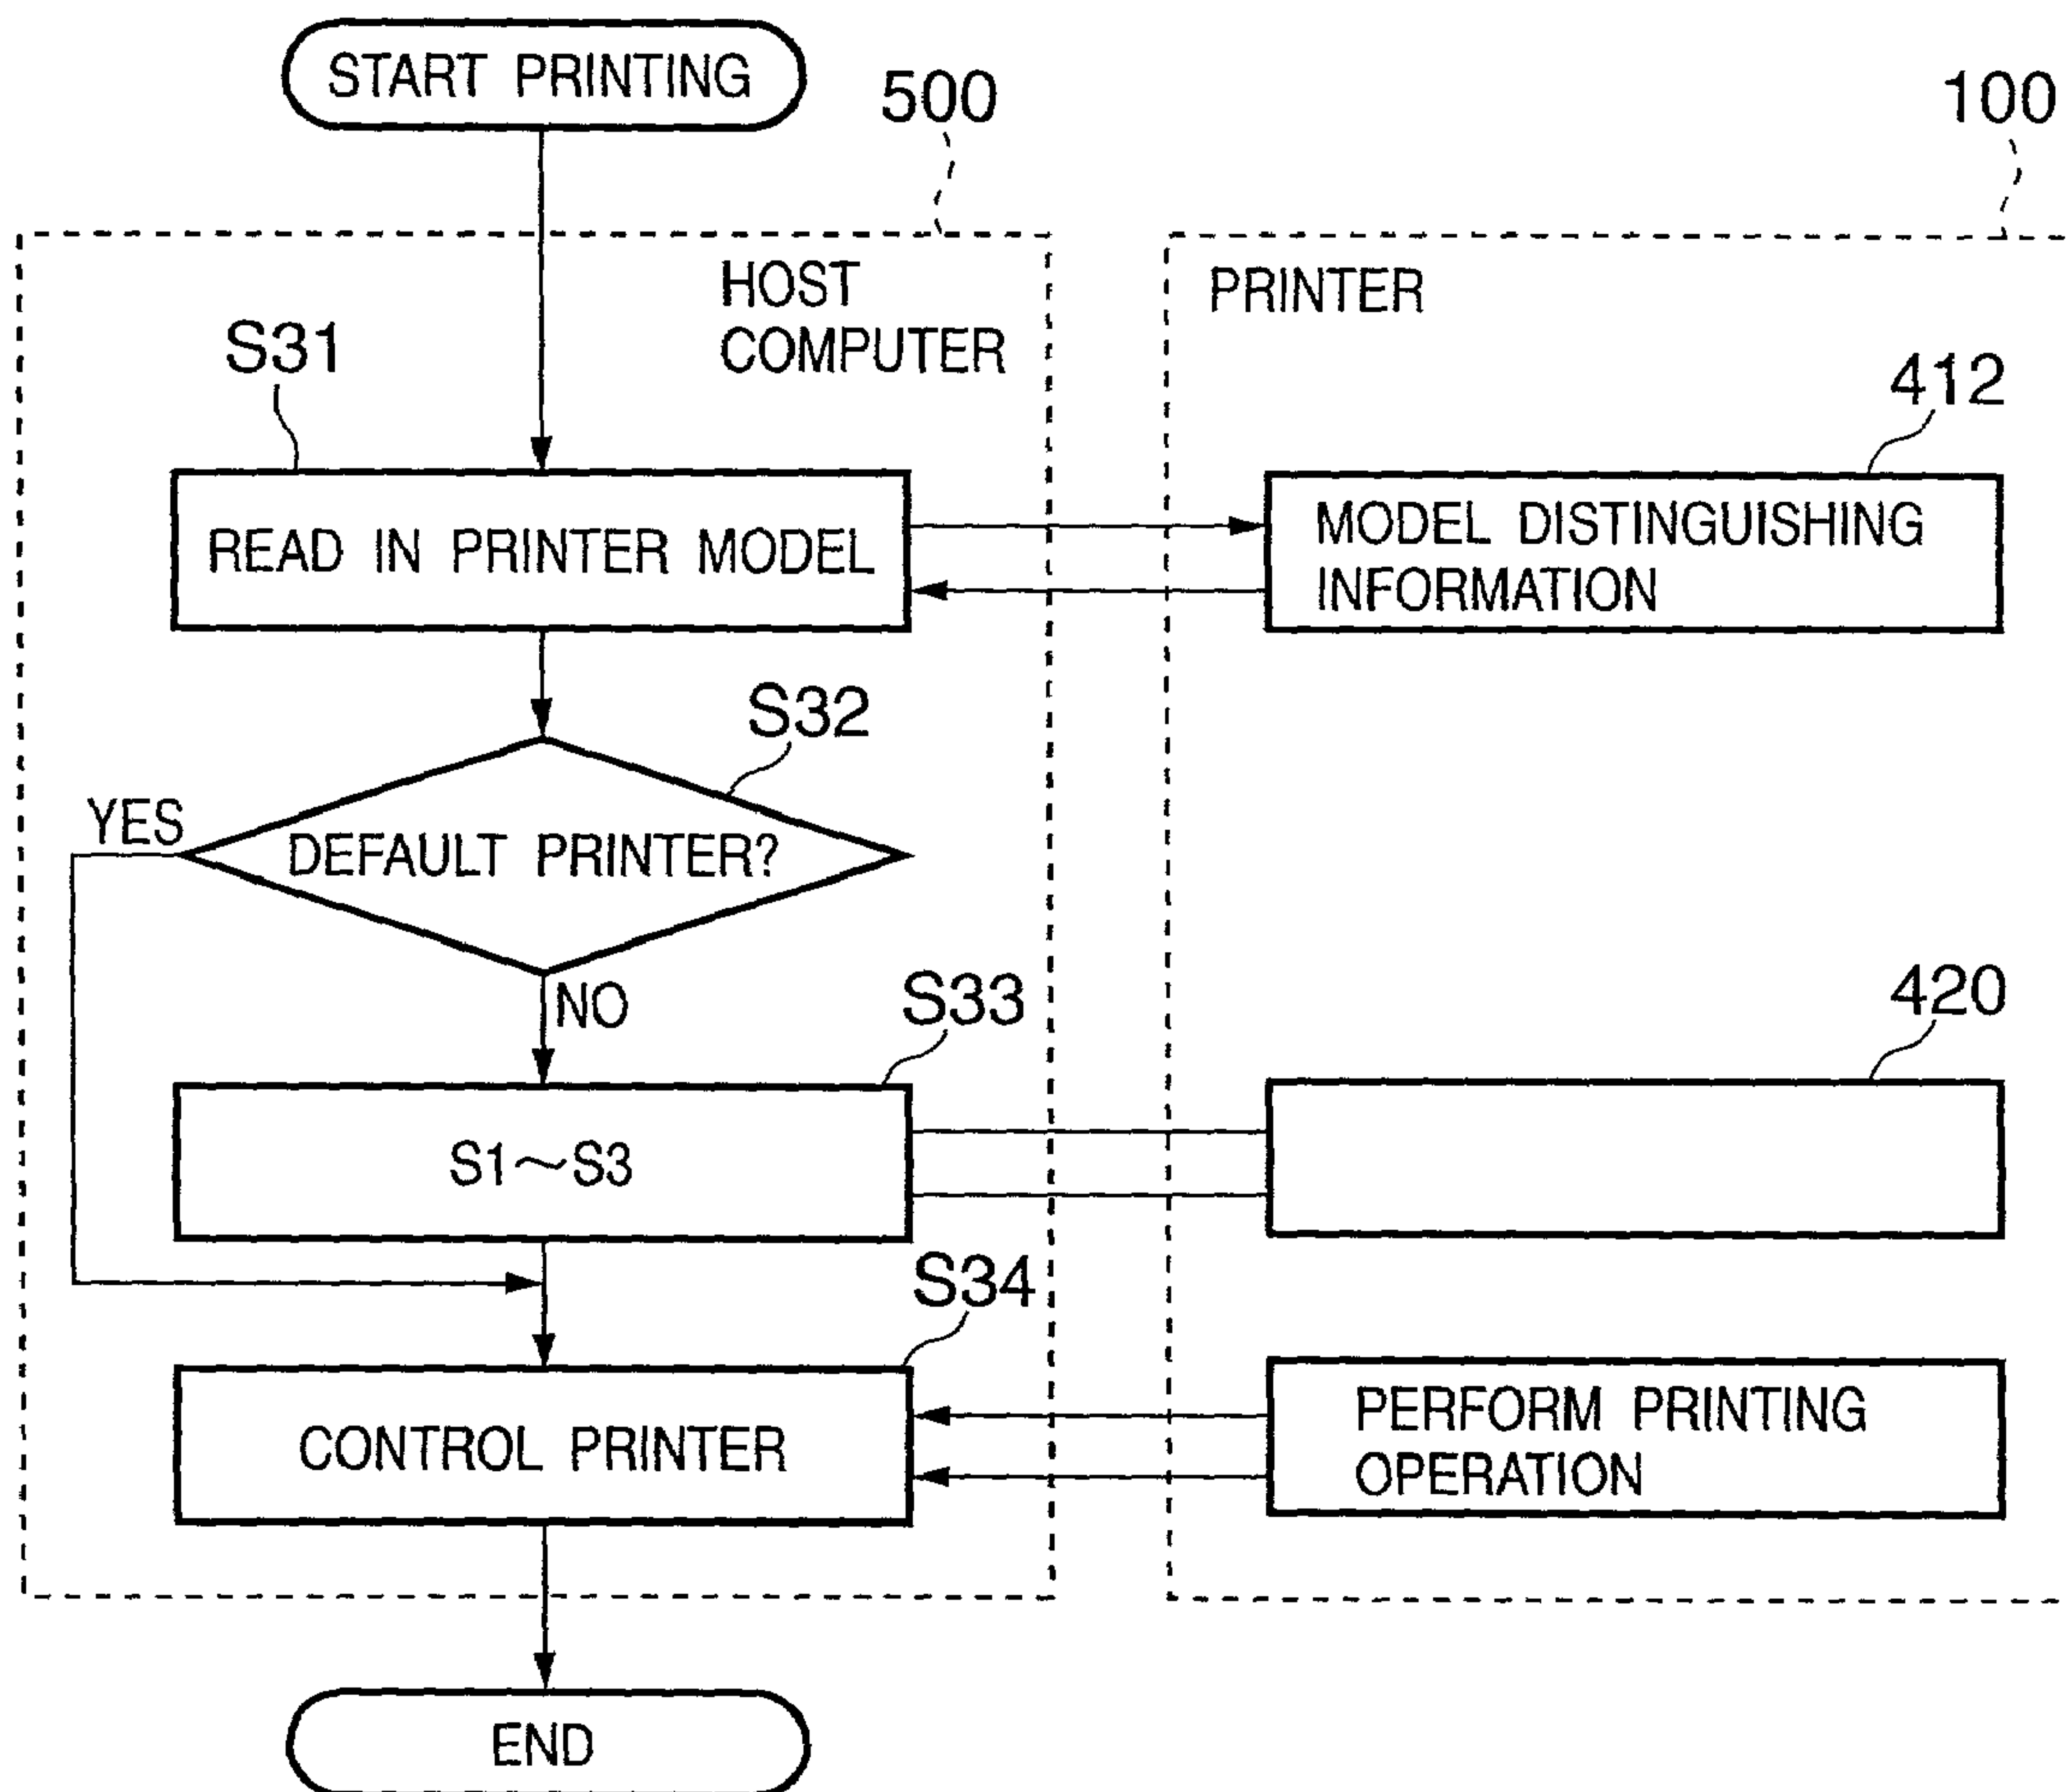 START PRINTING
500
100
HOST
COMPUTER
PRINTER
S31
412
READ IN PRINTER MODEL
MODEL DISTINGUISHING
INFORMATION
S32
YES
DEFAULT PRINTER?
NO
S33
420
S1~S3
S34
CONTROL PRINTER
PERFORM PRINTING
OPERATION
END